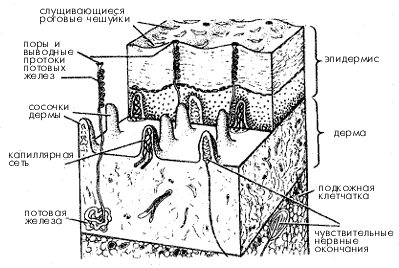 слущивающиеся
роговые чешуйки
поры и
выводные
протоки
потовых
желез
эпидермис
сосочки
дермы
дерма
капиллярная
сеть
подкожная
клетчатка
потовая
железа
чувствительные
нервные
окончания